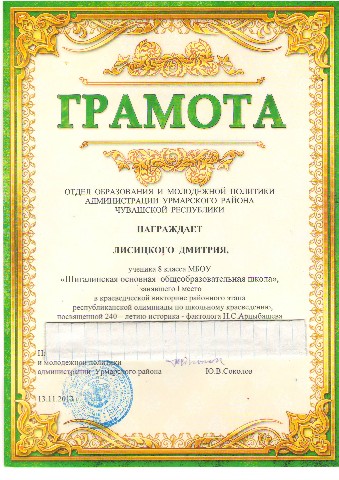 ГРАМОТА
ОТДЕЛ ОБРАЗОВАНИЯ И МОЛОДЕЖНОЙ ПОЛИТИКИ
АДМИНИСТРАЦИИ УРМАРСКОГО РАЙОНА
ЧУВАШСКОЙ РЕСПУБЛИКИ
НАГРАЖДАЕТ
ЛИСИЦКОГО ДМИТРИЯ,
ученика 8 класса МБОУ
«Шигалинская основная общеобразовательная школа»,
занявшего I место
в краеведческой викторине районного этапа
республиканской олимпиады по школьному краеведению,
посвященной 240 – летию историка - фактолога Н.С.Ардыбашева
и молодежной политики
администрации Урмарского района Ю.В.Соколов
13.11.2013